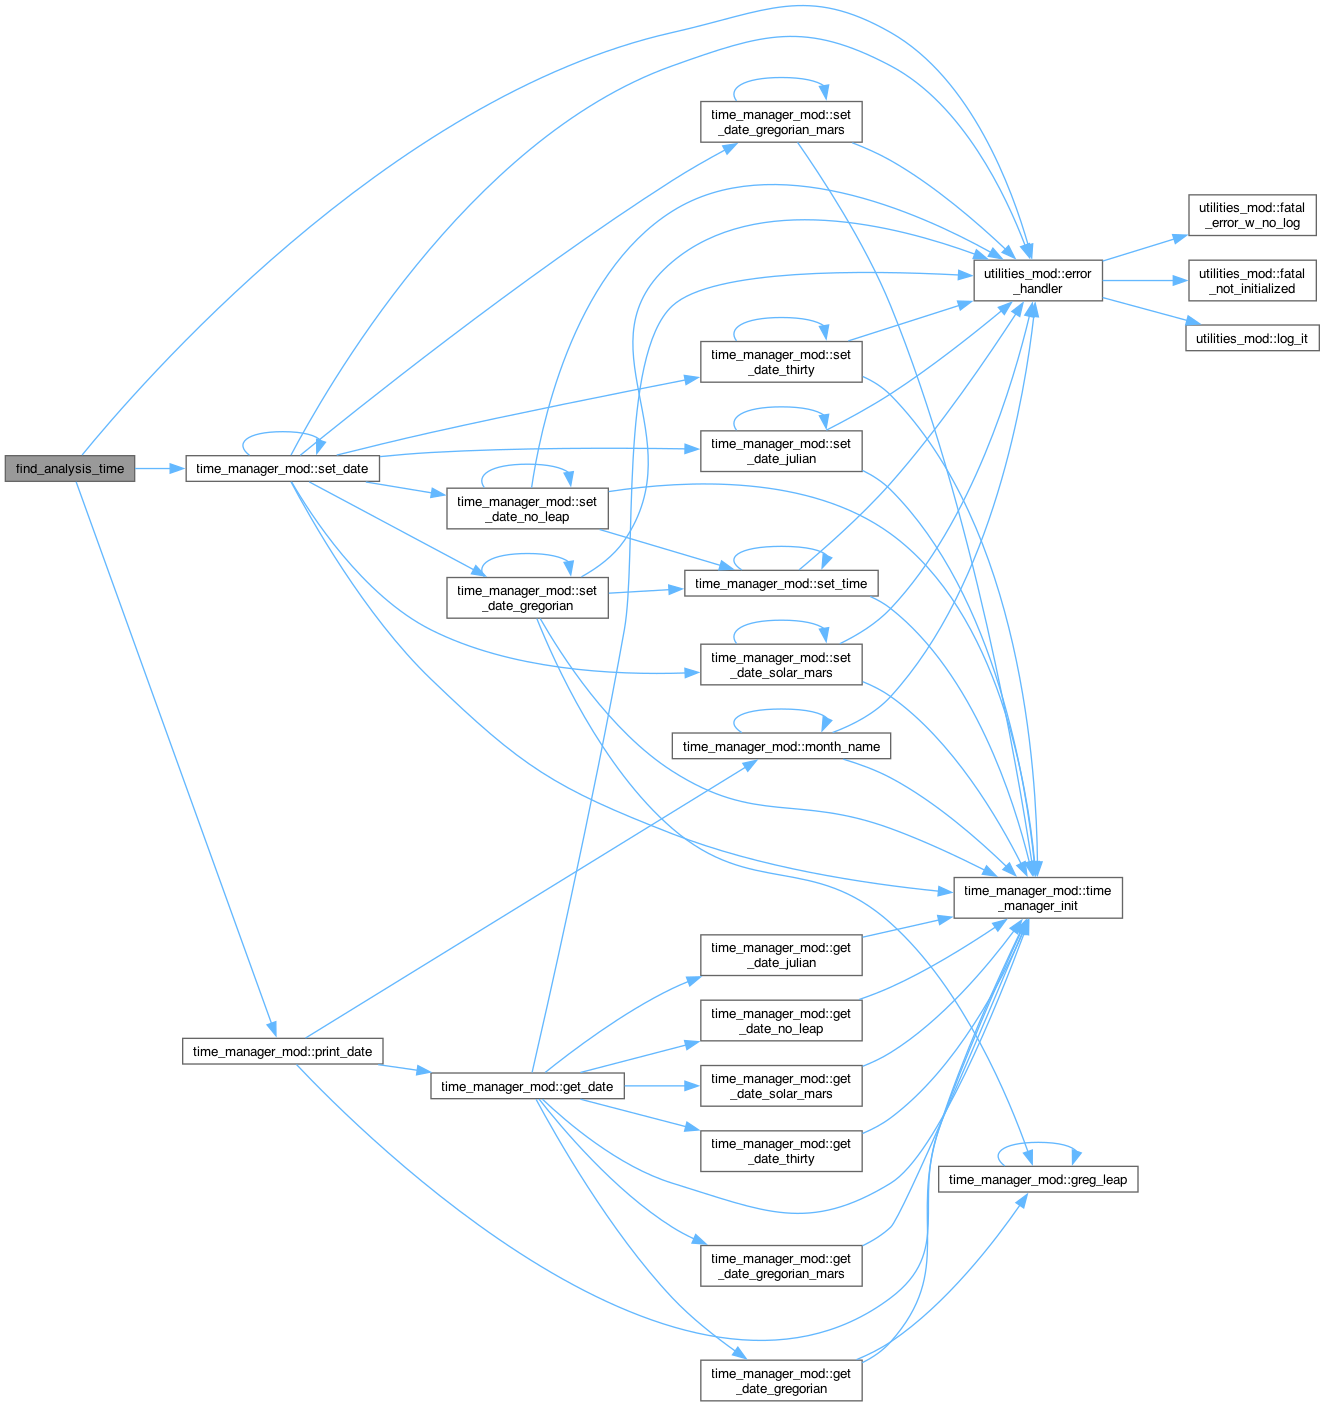 time_manager_mod::set
_date_gregorian_mars
utilities_mod::fatal
_error_w_no_log
utilities_mod::error
_handler
utilities_mod::fatal
_not_initialized
utilities_mod::log_it
time_manager_mod::set
_date_thirty
time_manager_mod::set
_date_julian
find_analysis_time
time_manager_mod::set_date
time_manager_mod::set
_date_no_leap
time_manager_mod::set
_date_gregorian
time_manager_mod::set_time
time_manager_mod::set
_date_solar_mars
time_manager_mod::month_name
time_manager_mod::time
_manager_init
time_manager_mod::get
_date_julian
time_manager_mod::get
_date_no_leap
time_manager_mod::print_date
time_manager_mod::get_date
time_manager_mod::get
_date_solar_mars
time_manager_mod::get
_date_thirty
time_manager_mod::greg_leap
time_manager_mod::get
_date_gregorian_mars
time_manager_mod::get
_date_gregorian